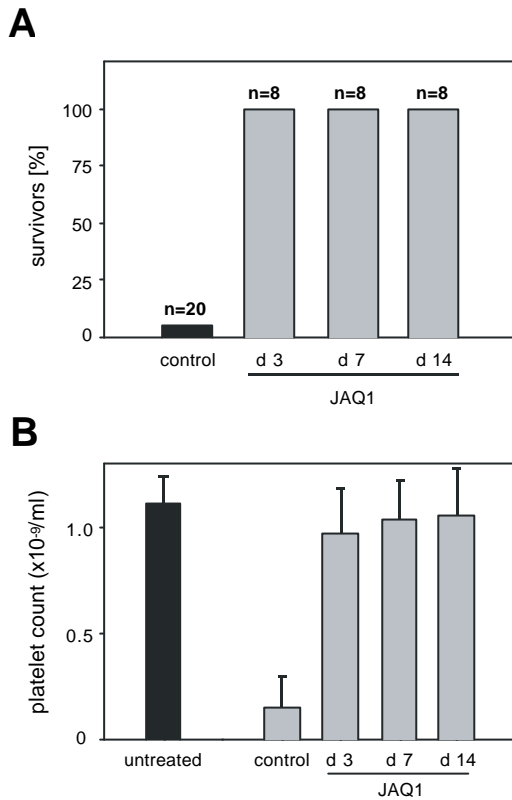 A
n=8 n=8 n=8
100
75
50
25
0
survivors [%]
n=20
control d 3 d 7 d 14
JAQ1
B
1.0
0.5
0
platelet count (x10-9/ml)
untreated control d 3 d 7 d 14
JAQ1